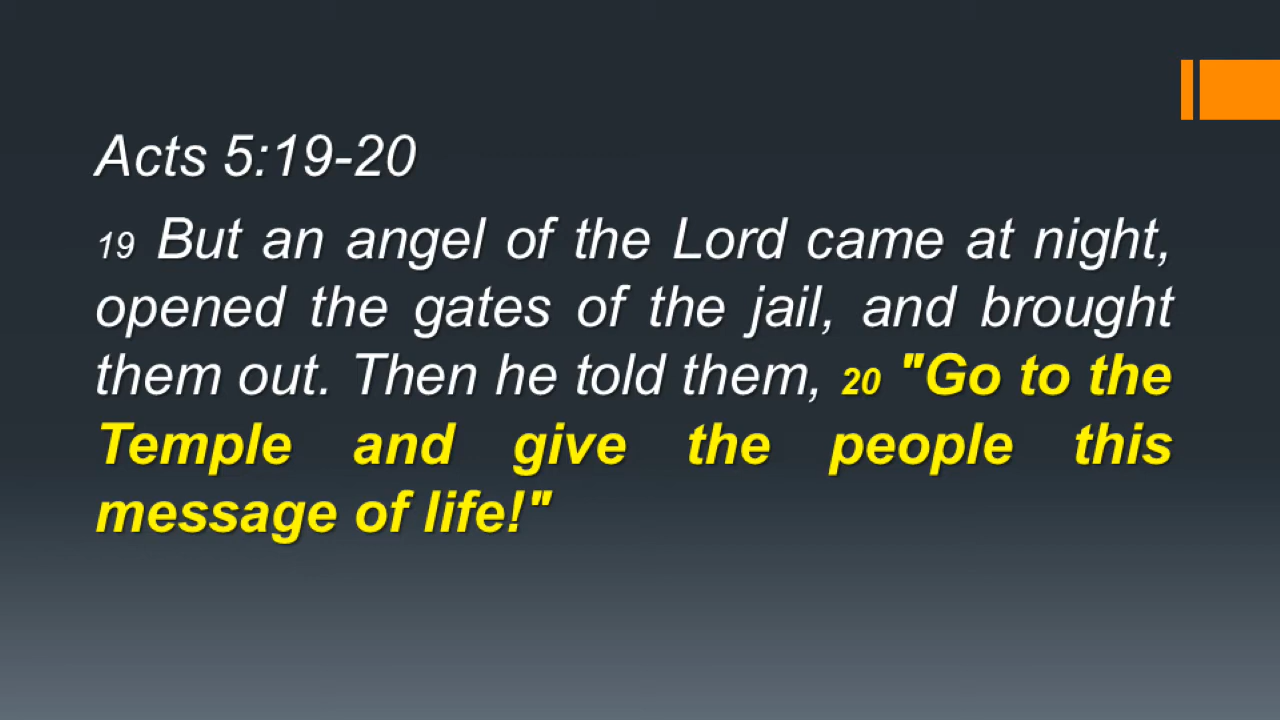 Acts 5:19-20
19 But an angel of the Lord came at night,
opened the gates of the jail, and brought
them out. Then he told them, 20 "Go to the
Temple and give the people this
message of life!"